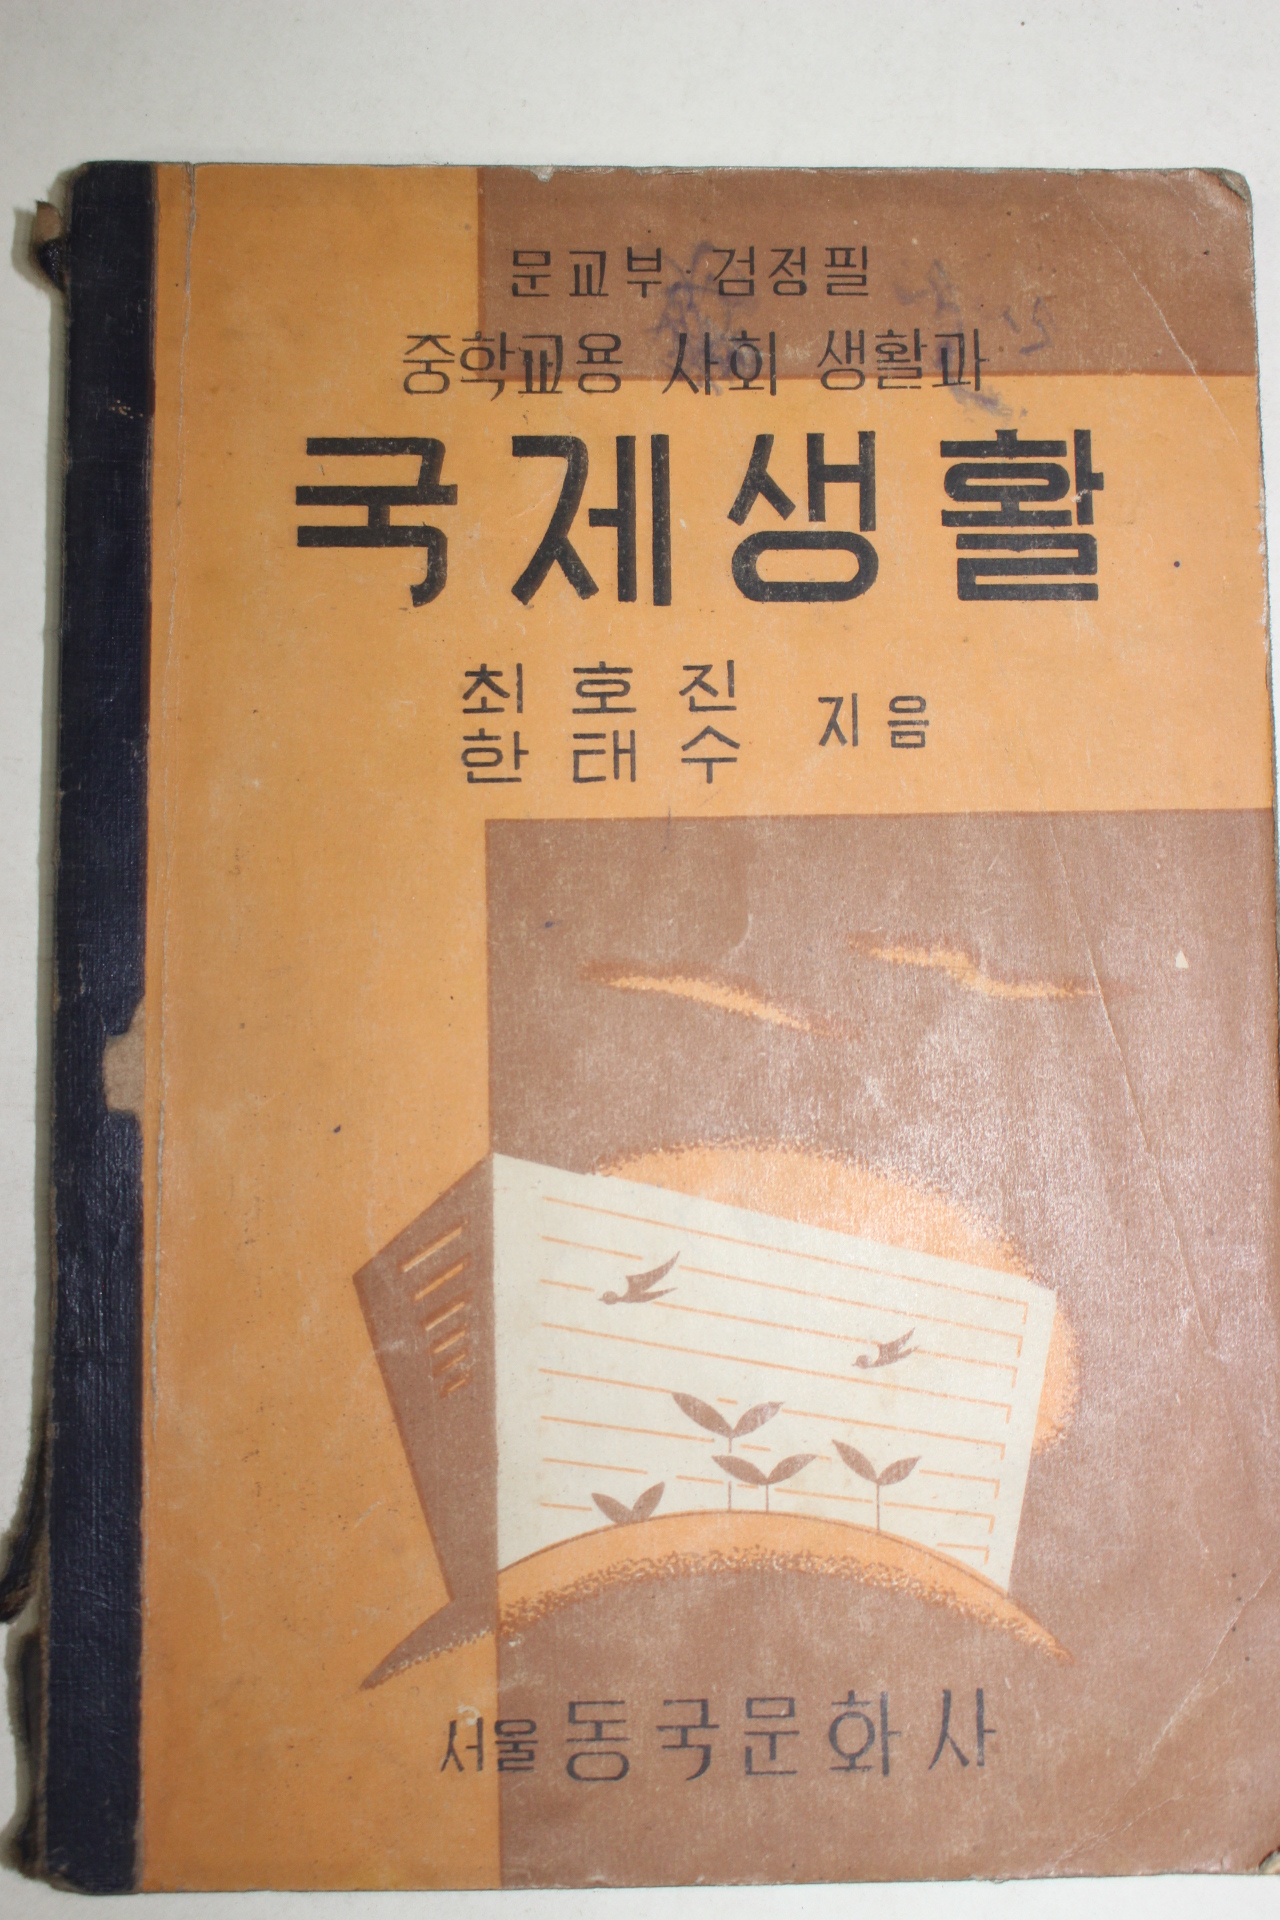 문교부·검정필
중학교용 사회 생활과
국제생활
최호진
한태수 지음
서울 동국문화사